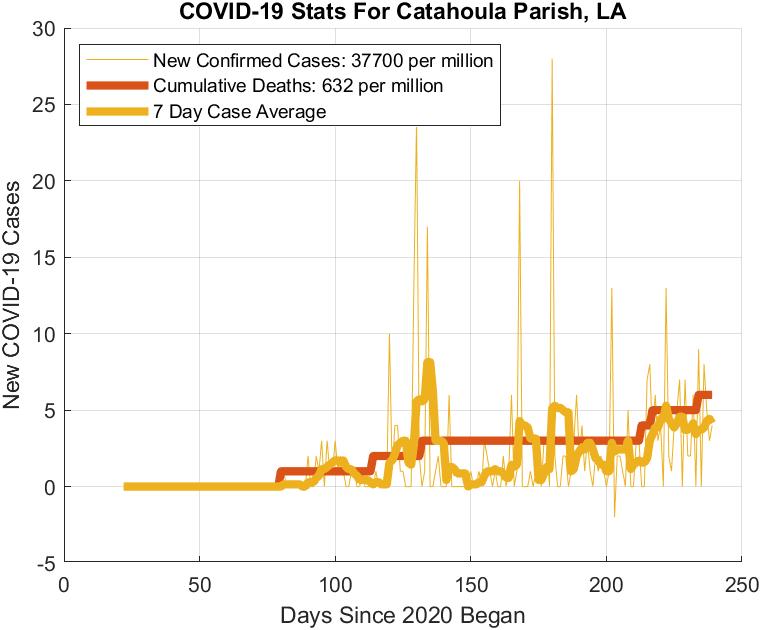 COVID-19 Stats For Catahoula Parish, LA
New Confirmed Cases: 37700 per million
Cumulative Deaths: 632 per million
7 Day Case Average
New COVID-19 Cases
30
25
20
15
10
5
0
-5
0 50 100 150 200 250
Days Since 2020 Began